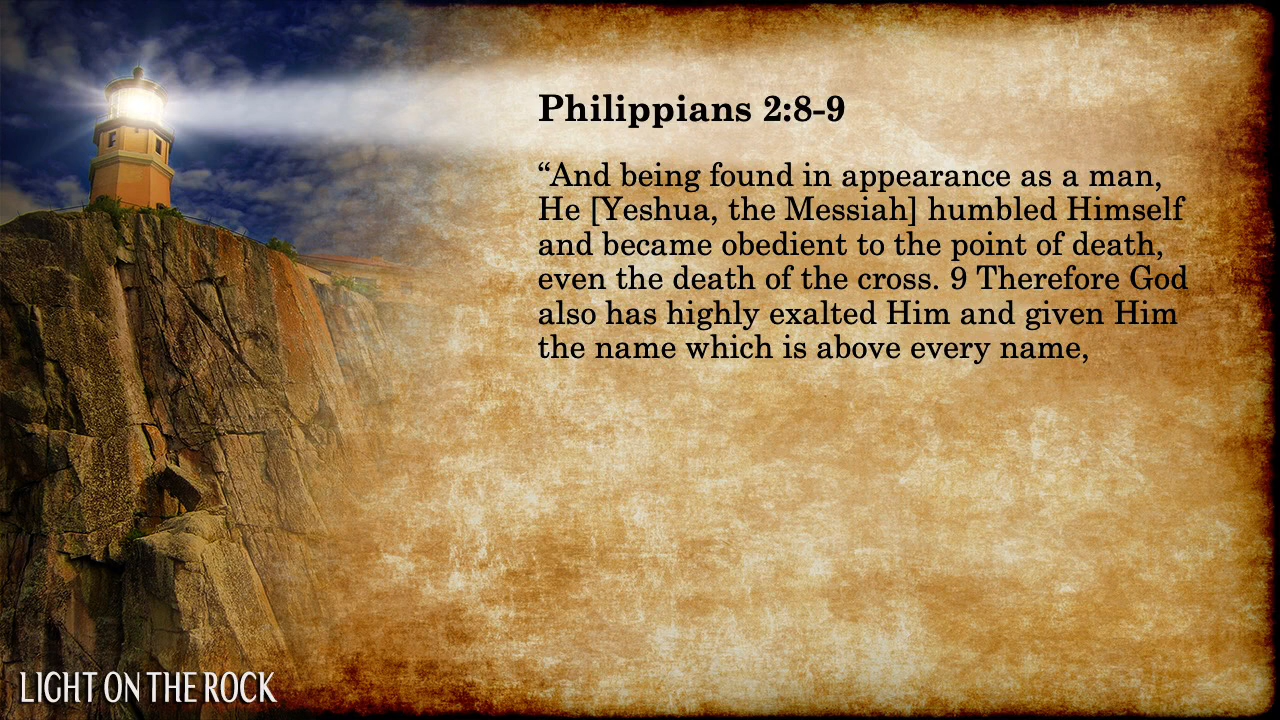 Philippians 2:8-9
“And being found in appearance as a man,
He [Yeshua, the Messiah] humbled Himself
and became obedient to the point of death,
even the death of the cross. 9 Therefore God
also has highly exalted Him and given Him
the name which is above every name,
LIGHT ON THE ROCK